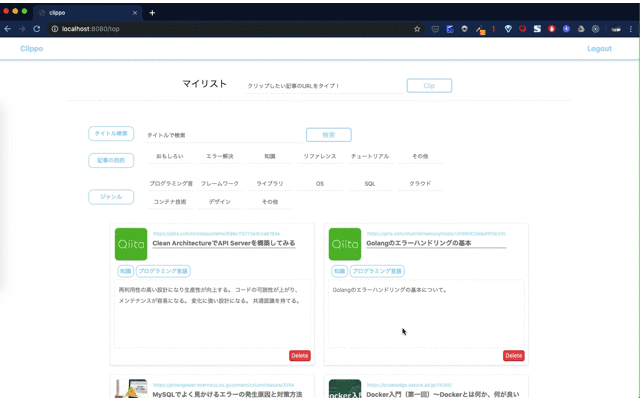 clippo
localhost:8080/top
Clippo
Logout
マイリスト
クリップしたい記事のURLをタイプ！
Clip
タイトル検索
タイトルで検索
検索
記事の目的
おもしろい
エラー解決
知識
リファレンス
チュートリアル
その他
ジャンル
プログラミング言
フレームワーク
ライブラリ
OS
SQL
クラウド
コンテナ技術
デザイン
その他
Qiita
Clean ArchitectureでAPI Serverを構築してみる
知識
プログラミング言語
再利用性の高い設計になり生産性が向上する。 コードの可読性が上がり、
メンテナンスが容易になる。 変化に強い設計になる。 共通認識を持てる。
Delete
Qiita
Golangのエラーハンドリングの基本
知識
プログラミング言語
Golangのエラーハンドリングの基本について。
Delete
MySQLでよく見かけるエラーの発生原因と対策方法
Docker入門（第一回）～Dockerとは何か、何が良い